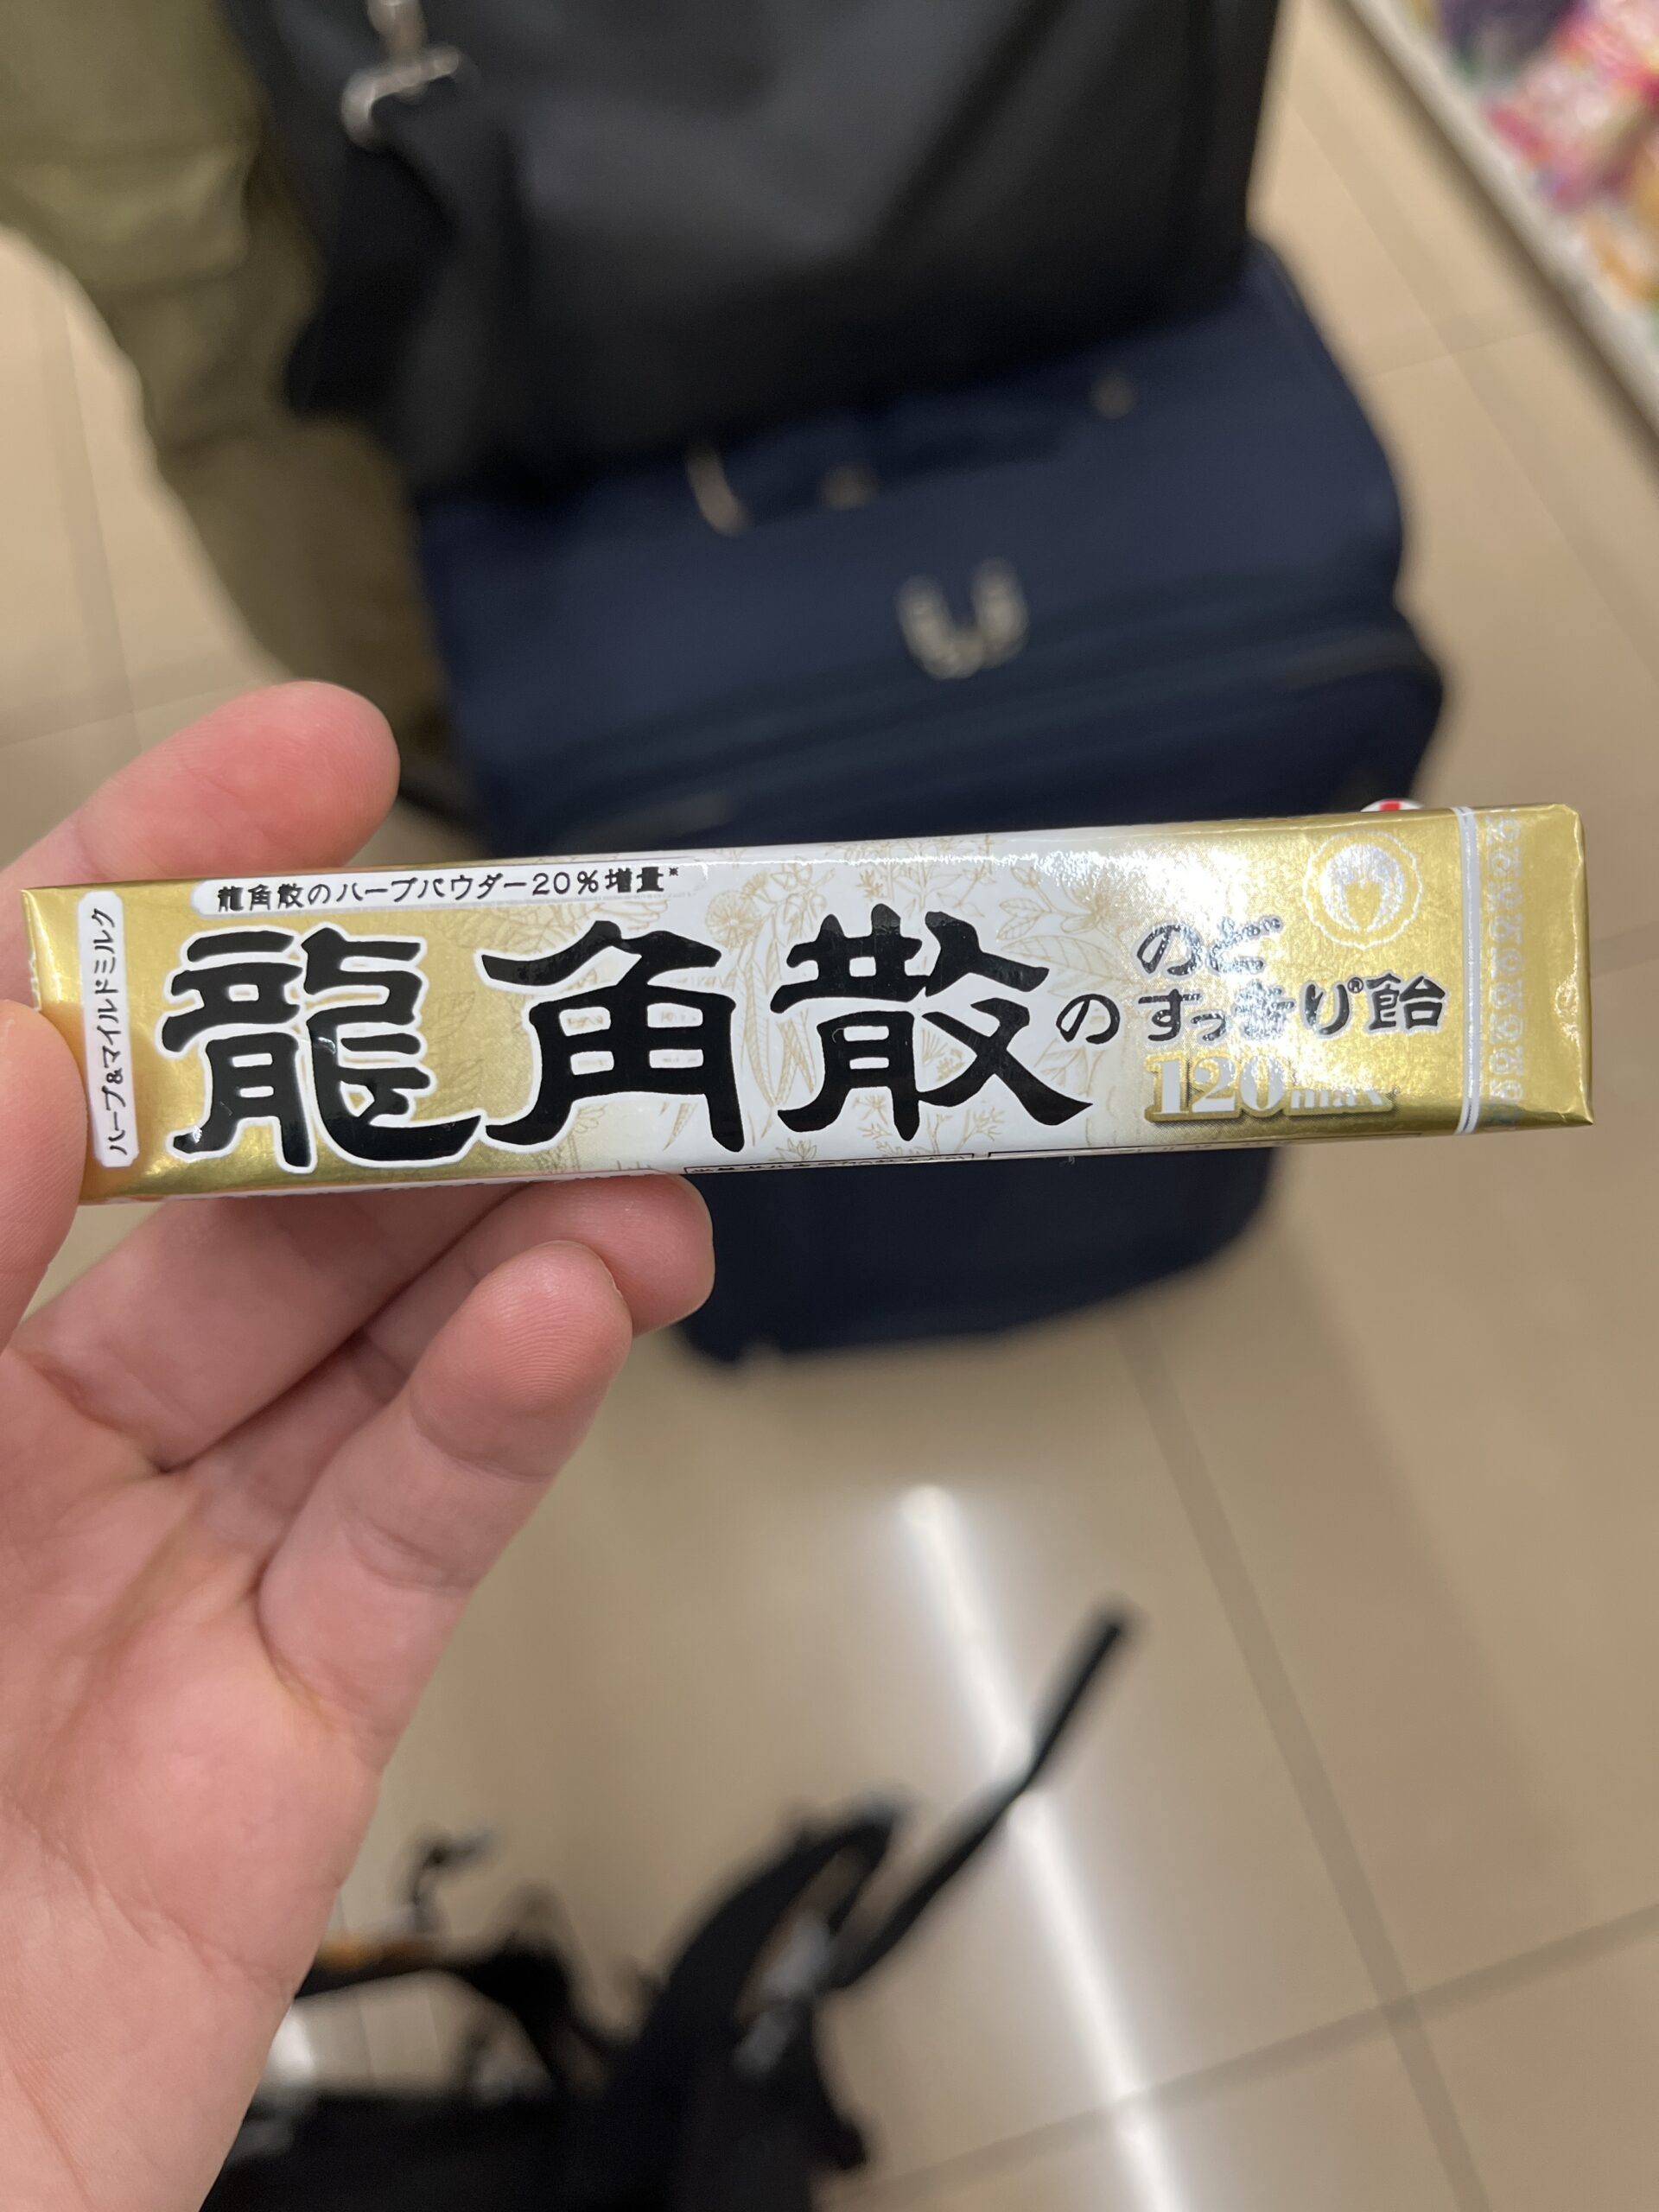 龍角散のハーブパウダー20%増量※
ハーブ&マイルドミルク
龍角散の
のど
すっきり®飴
120max